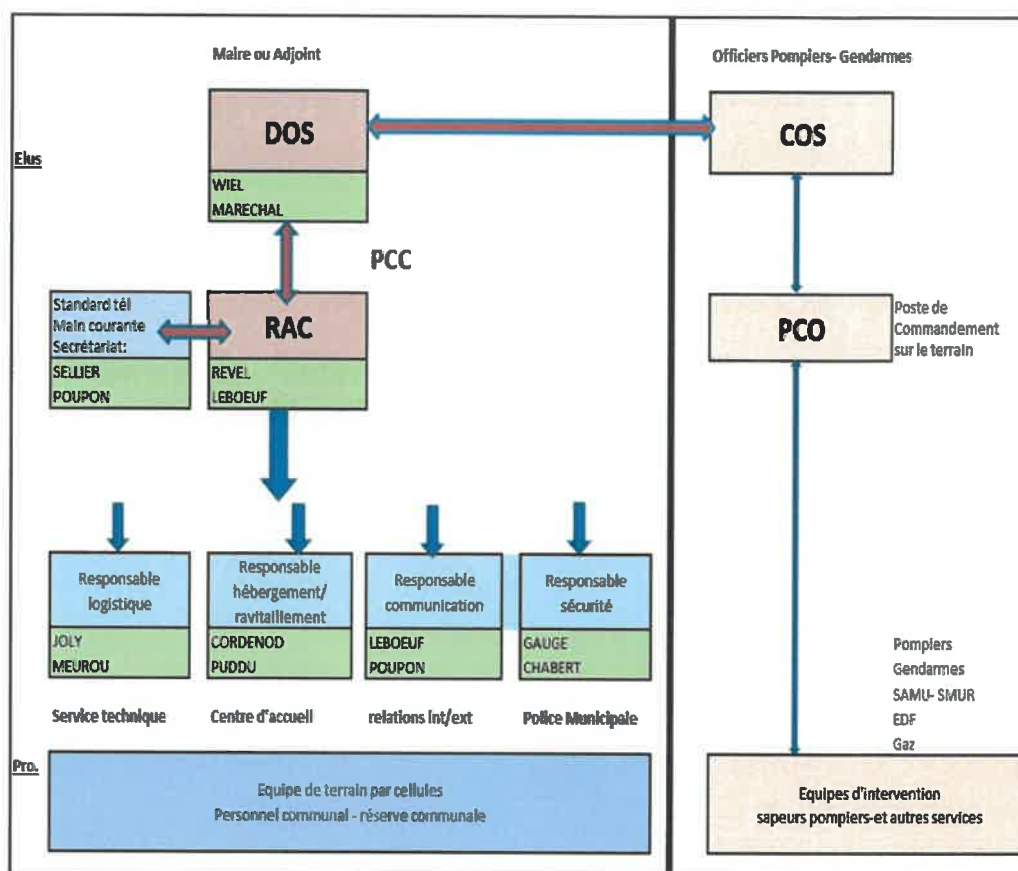 Maire ou Adjoint
Officiers Pompiers- Gendarmes
DOS
COS
Elus
WIEL
MARECHAL
PCC
Standard tél
Main courante
Secrétariat:
SELLIER
POUPON
RAC
REVEL
LEBOEUF
PCO
Poste de
Commandement
sur le terrain
Responsable
logistique
JOLY
MEUROU
Responsable
hébergement/
ravitaillement
CORDENOD
PUDDU
Responsable
communication
LEBOEUF
POUPON
Responsable
sécurité
GAUGE
CHABERT
Pompiers
Gendarmes
SAMU- SMUR
EDF
Gaz
Service technique
Centre d'accueil
relations int/ext
Police Municipale
Pro.
Equipe de terrain par cellules
Personnel communal - réserve communale
Equipes d'intervention
sapeurs pompiers-et autres services